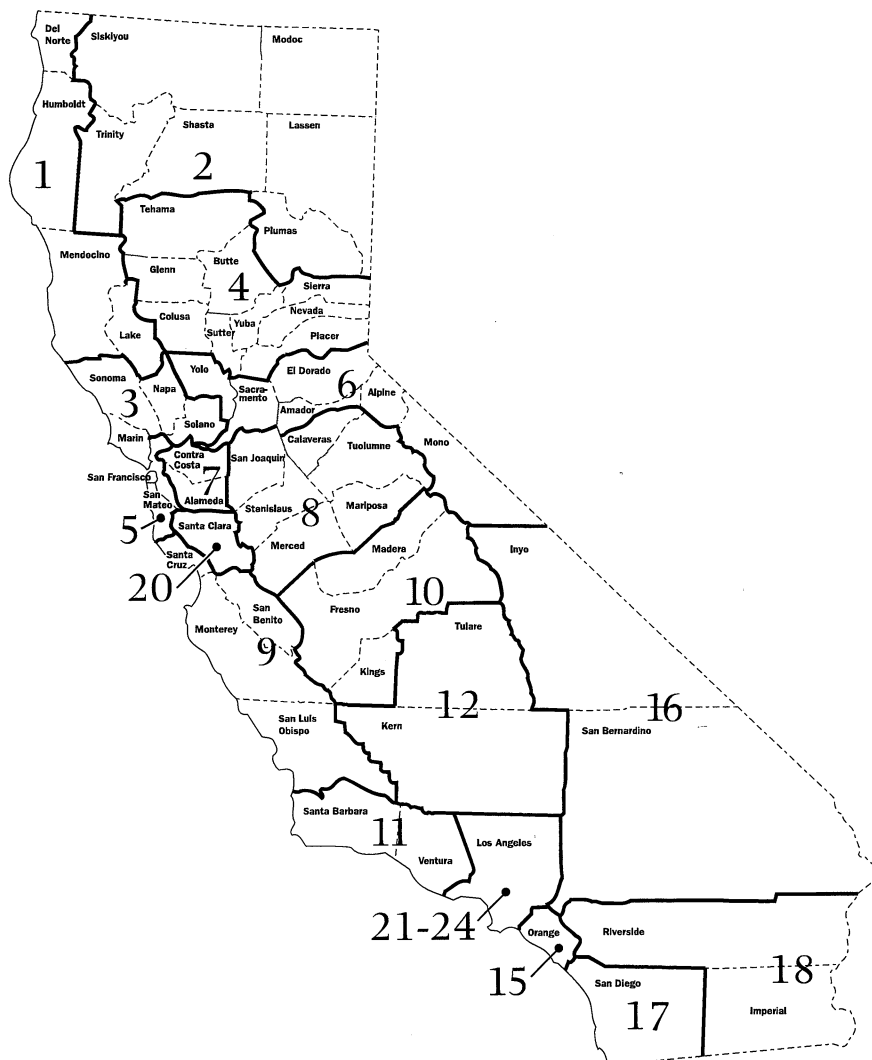 Del
Norte
Siskiyou
Modoc
Humboldt
Trinity
Shasta
Lassen
1
2
Tehama
Plumas
Mendocino
Butte
Glenn
4
Sierra
Colusa
Nevada
Yuba
Sutter
Lake
Placer
Yolo
El Dorado
Sonoma
Napa
Sacra-
mento
6
Alpine
3
Amador
Solano
Marin
Calaveras
Tuolumne
Mono
Contra
Costa
San Joaquin
San Francisco
7
San
Mateo
Alameda
Stanislaus
8
Mariposa
5
Santa Clara
Merced
Madera
Inyo
Santa
Cruz
20
10
San
Benito
Fresno
Monterey
Tulare
9
Kings
12
16
San Luis
Obispo
Kern
San Bernardino
Santa Barbara
11
Los Angeles
Ventura
21-24
Orange
Riverside
15
18
San Diego
17
Imperial